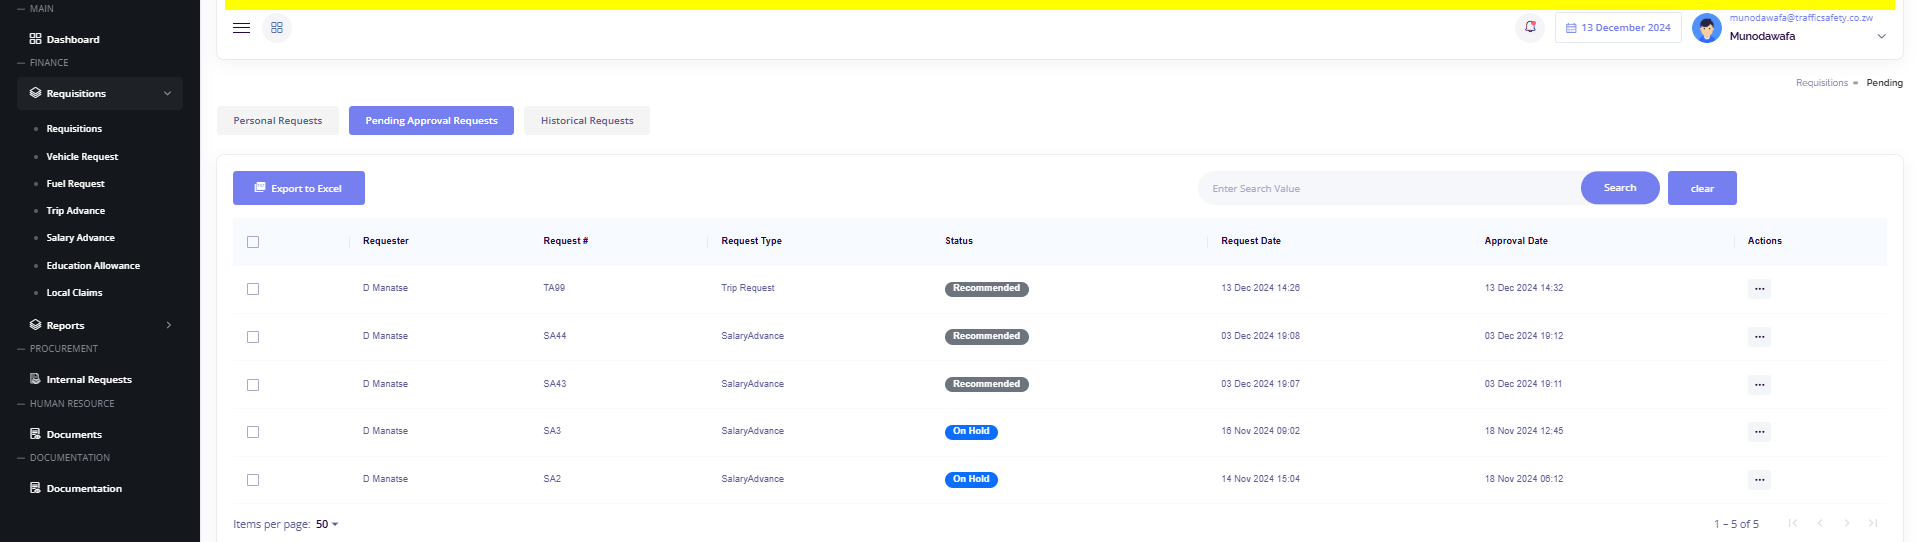 MAIN
Dashboard
FINANCE
Requisitions
Requisitions
Vehicle Request
Fuel Request
Trip Advance
Salary Advance
Education Allowance
Local Claims
Reports
PROCUREMENT
Internal Requests
HUMAN RESOURCE
Documents
DOCUMENTATION
Documentation
13 December 2024
munodawafa@trafficsafety.co.zw
Munodawafa
Requisitions Pending
Personal Requests Pending Approval Requests Historical Requests
Export to Excel Enter Search Value Search clear
Requester Request # Request Type Status Request Date Approval Date Actions
D Manatse TA99 Trip Request Recommended 13 Dec 2024 14:26 13 Dec 2024 14:32 ...
D Manatse SA44 SalaryAdvance Recommended 03 Dec 2024 19:08 03 Dec 2024 19:12 ...
D Manatse SA43 SalaryAdvance Recommended 03 Dec 2024 19:07 03 Dec 2024 19:11 ...
D Manatse SA3 SalaryAdvance On Hold 16 Nov 2024 09:02 18 Nov 2024 12:45 ...
D Manatse SA2 SalaryAdvance On Hold 14 Nov 2024 15:04 18 Nov 2024 06:12 ...
Items per page: 50 1 – 5 of 5